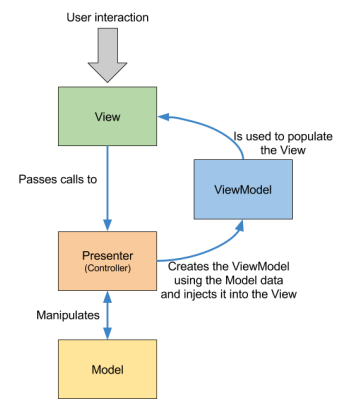 User interaction
View
Is used to populate
the View
Passes calls to
ViewModel
Presenter
(Controller)
Creates the ViewModel
using the Model data
and injects it into the View
Manipulates
Model